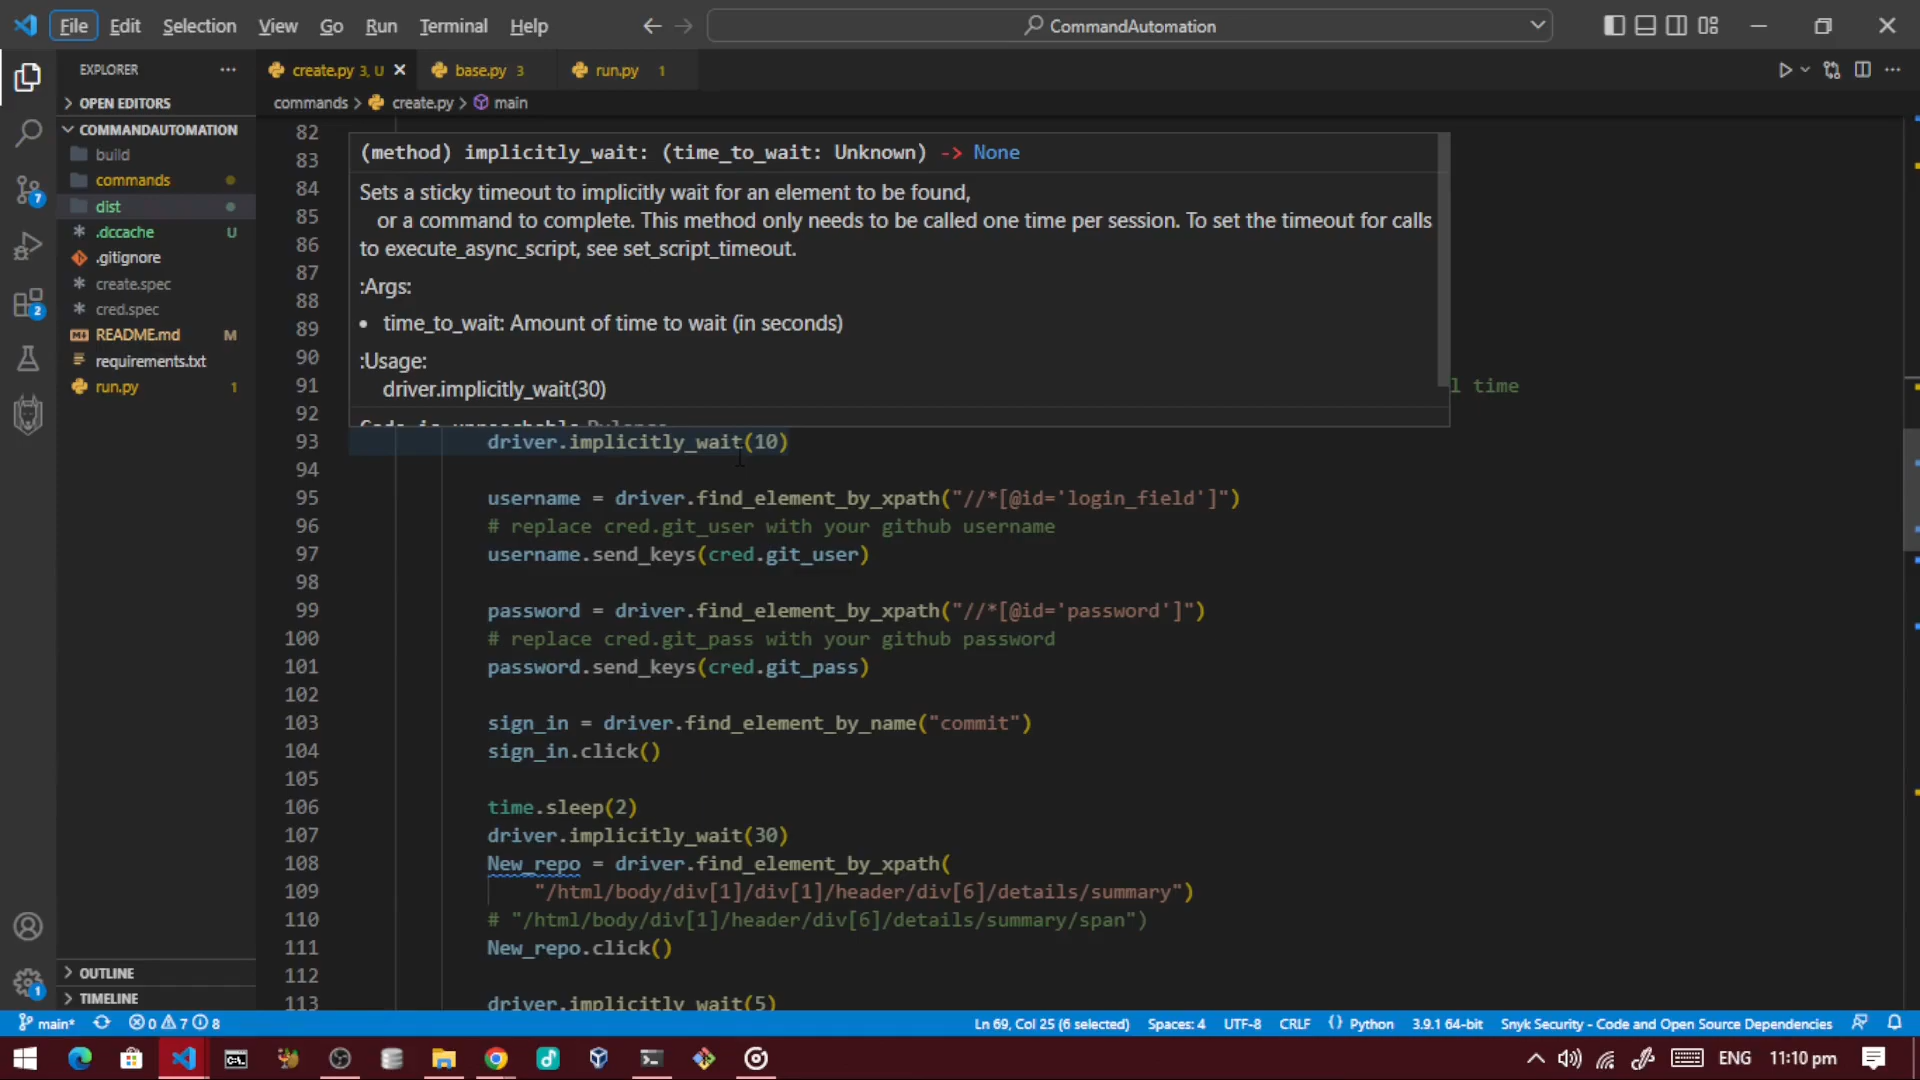 File Edit Selection View Go Run Terminal Help CommandAutomation
EXPLORER
create.py 3, U base.py 3 run.py 1
OPEN EDITORS
commands > create.py > main
COMMANDAUTOMATION
build
commands
dist
.dccache U
.gitignore
create.spec
cred.spec
README.md M
requirements.txt
run.py 1
OUTLINE
TIMELINE
7
2
1
82
83
84
85
86
87
88
89
90
91 l time
92
(method) implicitly_wait: (time_to_wait: Unknown) -> None
Sets a sticky timeout to implicitly wait for an element to be found,
or a command to complete. This method only needs to be called one time per session. To set the timeout for calls
to execute_async_script, see set_script_timeout.
:Args:
• time_to_wait: Amount of time to wait (in seconds)
:Usage:
driver.implicitly_wait(30)
Code is unreachable Pylance
93 driver.implicitly_wait(10)
94
95 username = driver.find_element_by_xpath("//*[@id='login_field']")
96 # replace cred.git_user with your github username
97 username.send_keys(cred.git_user)
98
99 password = driver.find_element_by_xpath("//*[@id='password']")
100 # replace cred.git_pass with your github password
101 password.send_keys(cred.git_pass)
102
103 sign_in = driver.find_element_by_name("commit")
104 sign_in.click()
105
106 time.sleep(2)
107 driver.implicitly_wait(30)
108 New_repo = driver.find_element_by_xpath(
109 "/html/body/div[1]/div[1]/header/div[6]/details/summary")
110 # "/html/body/div[1]/header/div[6]/details/summary/span")
111 New_repo.click()
112
113 driver.implicitly_wait(5)
main* 0 7 8 Ln 69, Col 25 (6 selected) Spaces: 4 UTF-8 CRLF {} Python 3.9.1 64-bit Snyk Security - Code and Open Source Dependencies
ENG 11:10 pm